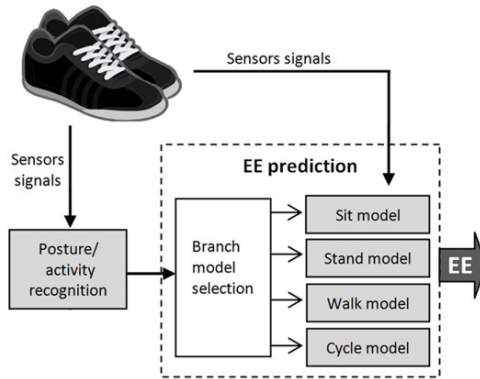 Sensors signals
Sensors
signals
EE prediction
Posture/
activity
recognition
Branch
model
selection
Sit model
Stand model
Walk model
Cycle model
EE